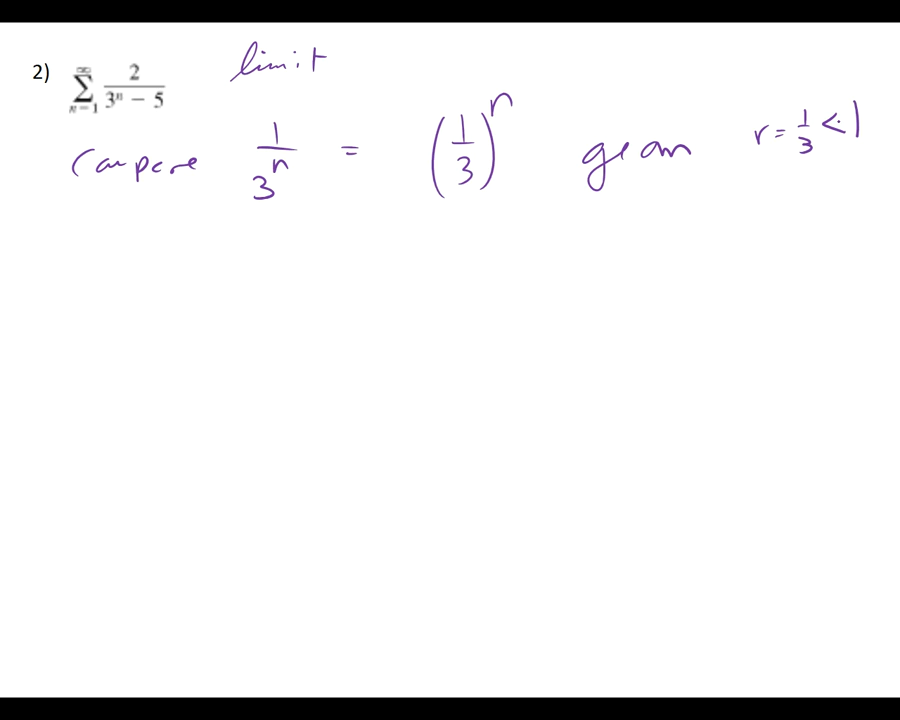 2) ∑_{n=1}^{∞} 2/(3^n − 5) limit
Compare 1/3^n = (1/3)^n geom r = 1/3 < 1